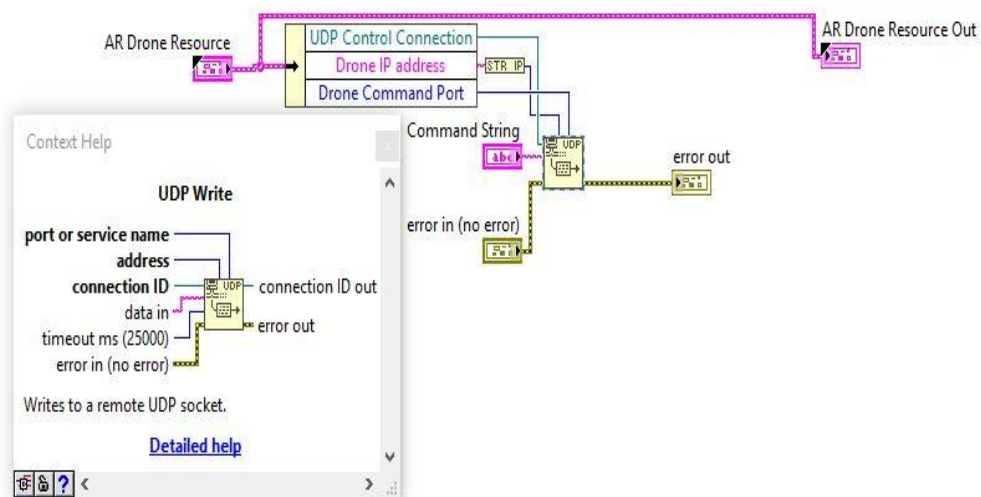 AR Drone Resource
UDP Control Connection
Drone IP address
STR IP
Drone Command Port
AR Drone Resource Out
Command String
abc
UDP
error in (no error)
error out
Context Help
x
UDP Write
port or service name
address
connection ID
UDP
connection ID out
data in
timeout ms (25000)
error out
error in (no error)
Writes to a remote UDP socket.
Detailed help
?